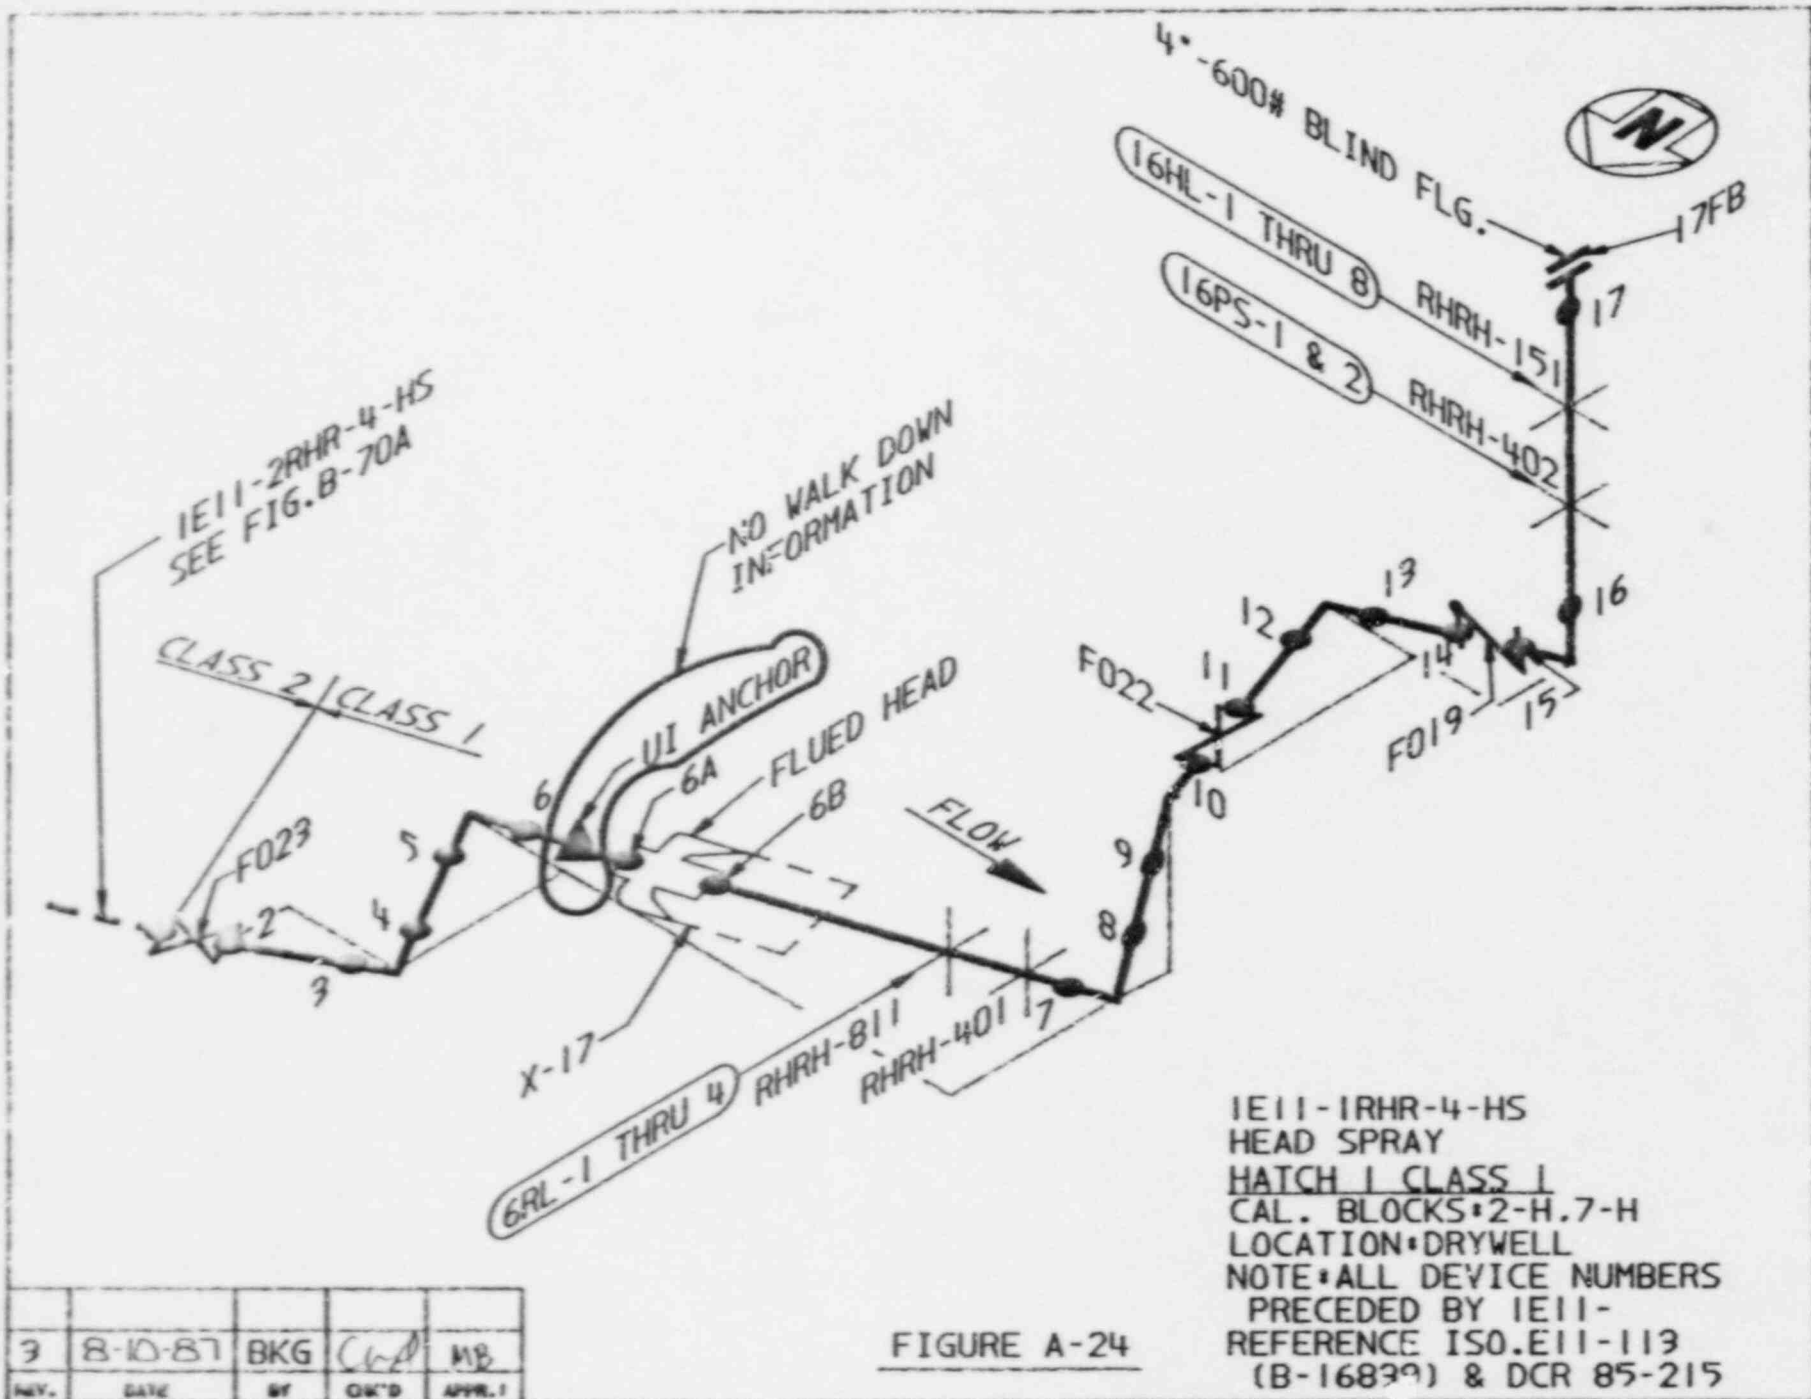 4"-600# BLIND FLG.
N
17FB
16HL-1 THRU 8
RHRH-151
17
16PS-1 & 2
RHRH-402
1E11-2RHR-4-HS
SEE FIG.B-70A
NO WALK DOWN
INFORMATION
16
13
12
14
15
11
F022
F019
10
CLASS 2
CLASS 1
UI ANCHOR
FLUED HEAD
6
6A
6B
FLOW
F023
5
4
2
3
9
8
7
X-17
6RL-1 THRU 4
RHRH-811
RHRH-401
1E11-1RHR-4-HS
HEAD SPRAY
HATCH 1 CLASS 1
CAL. BLOCKS:2-H.7-H
LOCATION:DRYWELL
NOTE:ALL DEVICE NUMBERS
PRECEDED BY 1E11-
REFERENCE ISO.E11-113
& DCR 85-215
FIGURE A-24
3 8-10-87 BKG MB
REV. DATE BY CHK'D APPR.